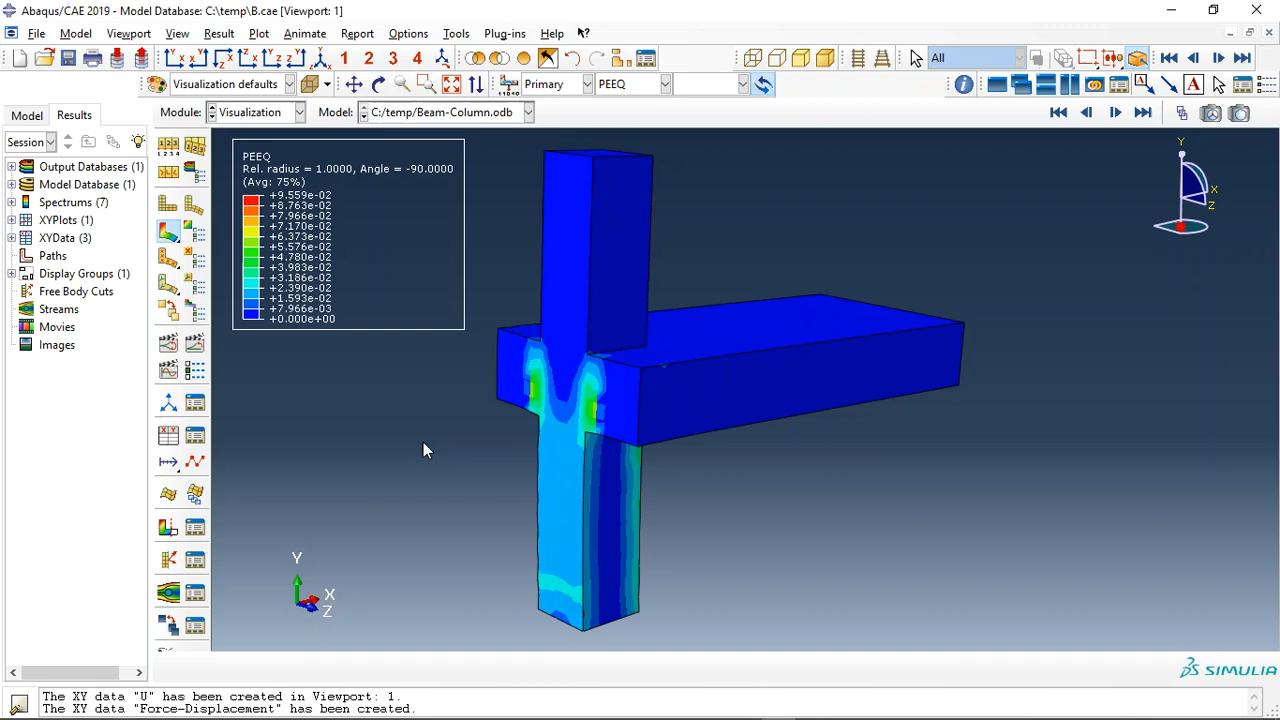 Abaqus/CAE 2019 - Model Database: C:\temp\B.cae [Viewport: 1]
File Model Viewport View Result Plot Animate Report Options Tools Plug-ins Help
1 2 3 4 All
Visualization defaults Primary PEEQ
Module: Visualization Model: C:/temp/Beam-Column.odb
Model Results
Session
Output Databases (1)
Model Database (1)
Spectrums (7)
XYPlots (1)
XYData (3)
Paths
Display Groups (1)
Free Body Cuts
Streams
Movies
Images
PEEQ
Rel. radius = 1.0000, Angle = -90.0000
(Avg: 75%)
+9.559e-02
+8.763e-02
+7.966e-02
+7.170e-02
+6.373e-02
+5.576e-02
+4.780e-02
+3.983e-02
+3.186e-02
+2.390e-02
+1.593e-02
+7.966e-03
+0.000e+00
Y
X
Z
Y
X
Z
SIMULIA
The XY data "U" has been created in Viewport: 1.
The XY data "Force-Displacement" has been created.